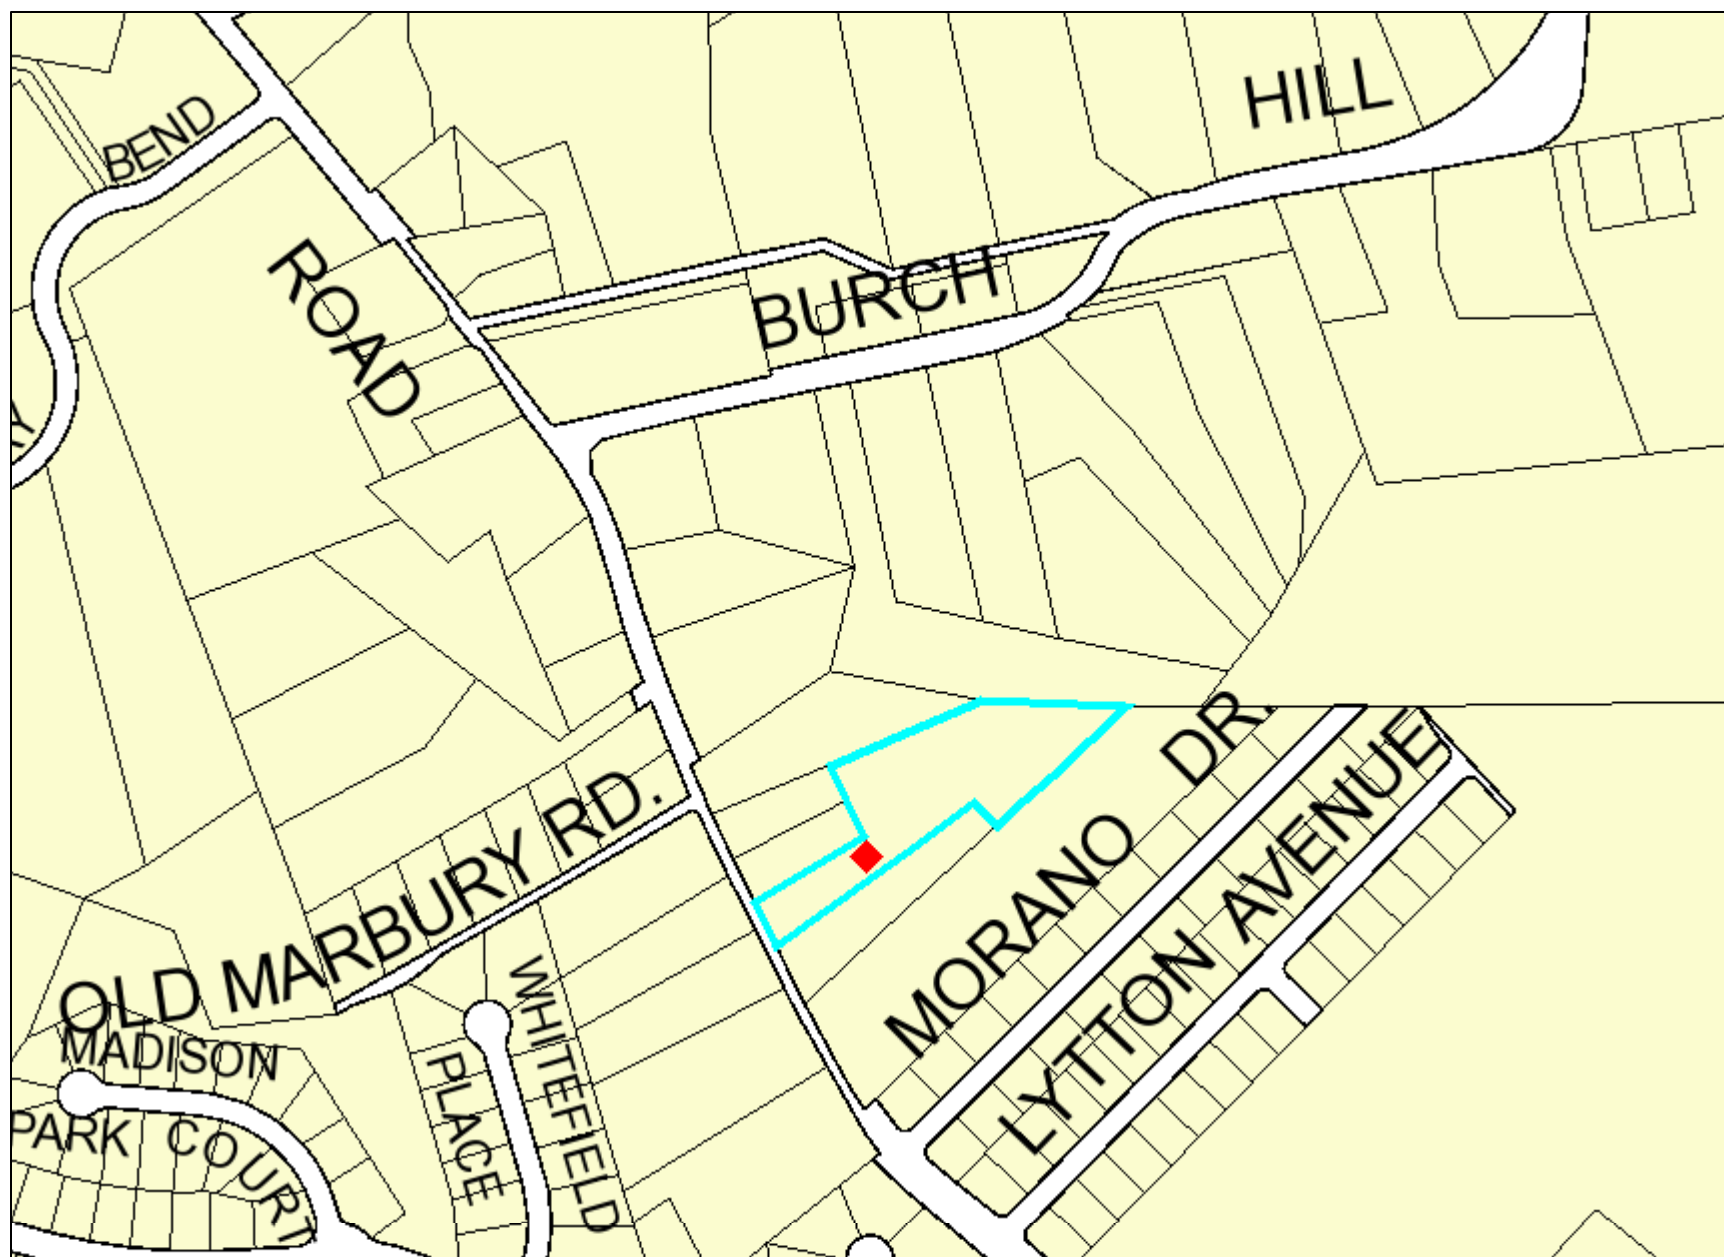 HILL
BEND
BURCH
ROAD
DR.
MORANO
LYTTON AVENUE
OLD MARBURY RD.
WHITEFIELD
PLACE
MADISON
PARK COURT